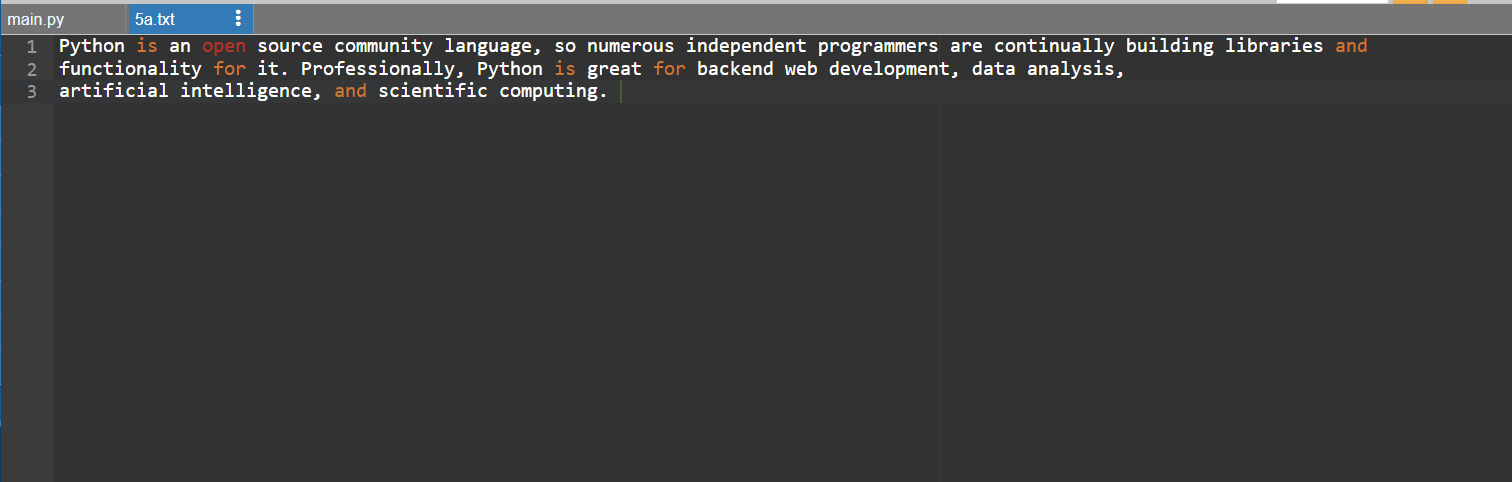 main.py 5a.txt
1 Python is an open source community language, so numerous independent programmers are continually building libraries and
2 functionality for it. Professionally, Python is great for backend web development, data analysis,
3 artificial intelligence, and scientific computing.